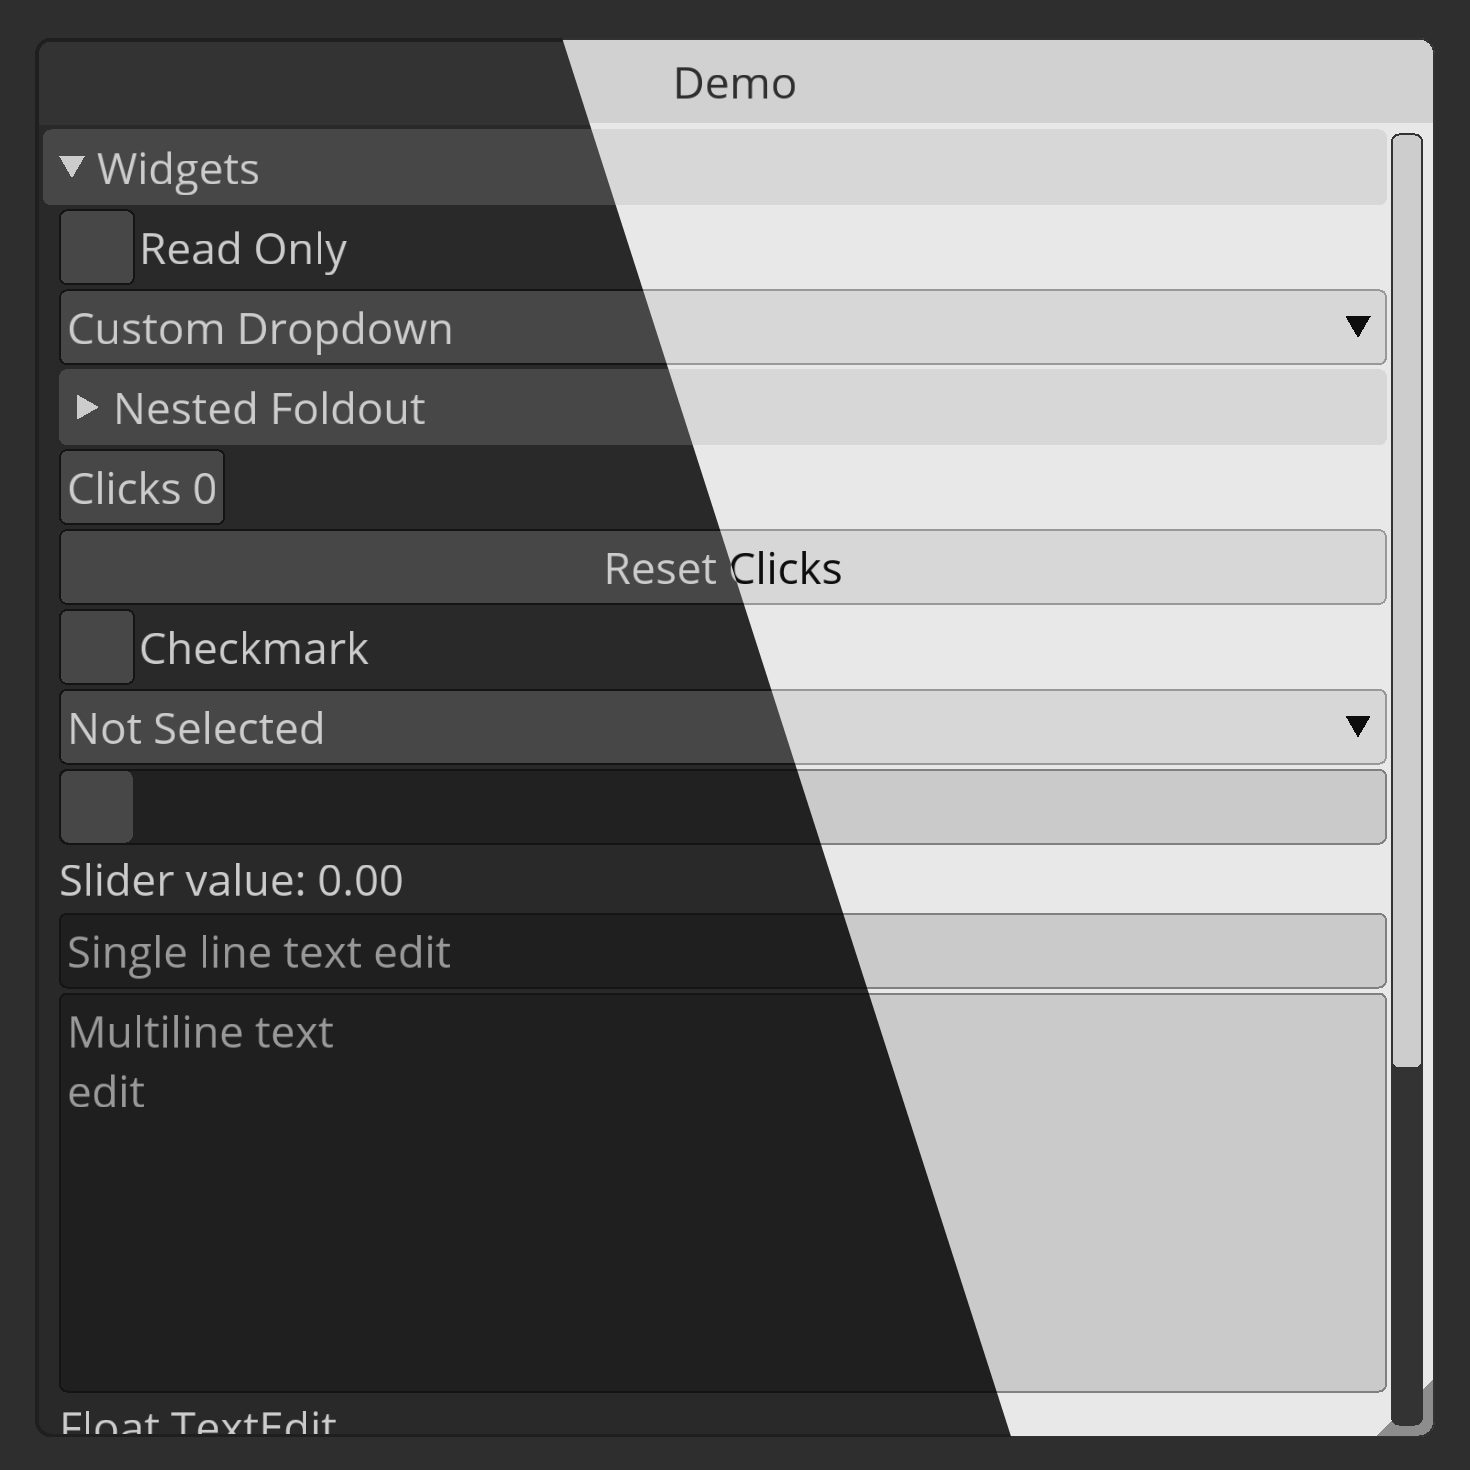 Demo
Widgets
Read Only
Custom Dropdown
Nested Foldout
Clicks 0
Reset Clicks
Checkmark
Not Selected
Slider value: 0.00
Single line text edit
Multiline text
edit
Float TextEdit